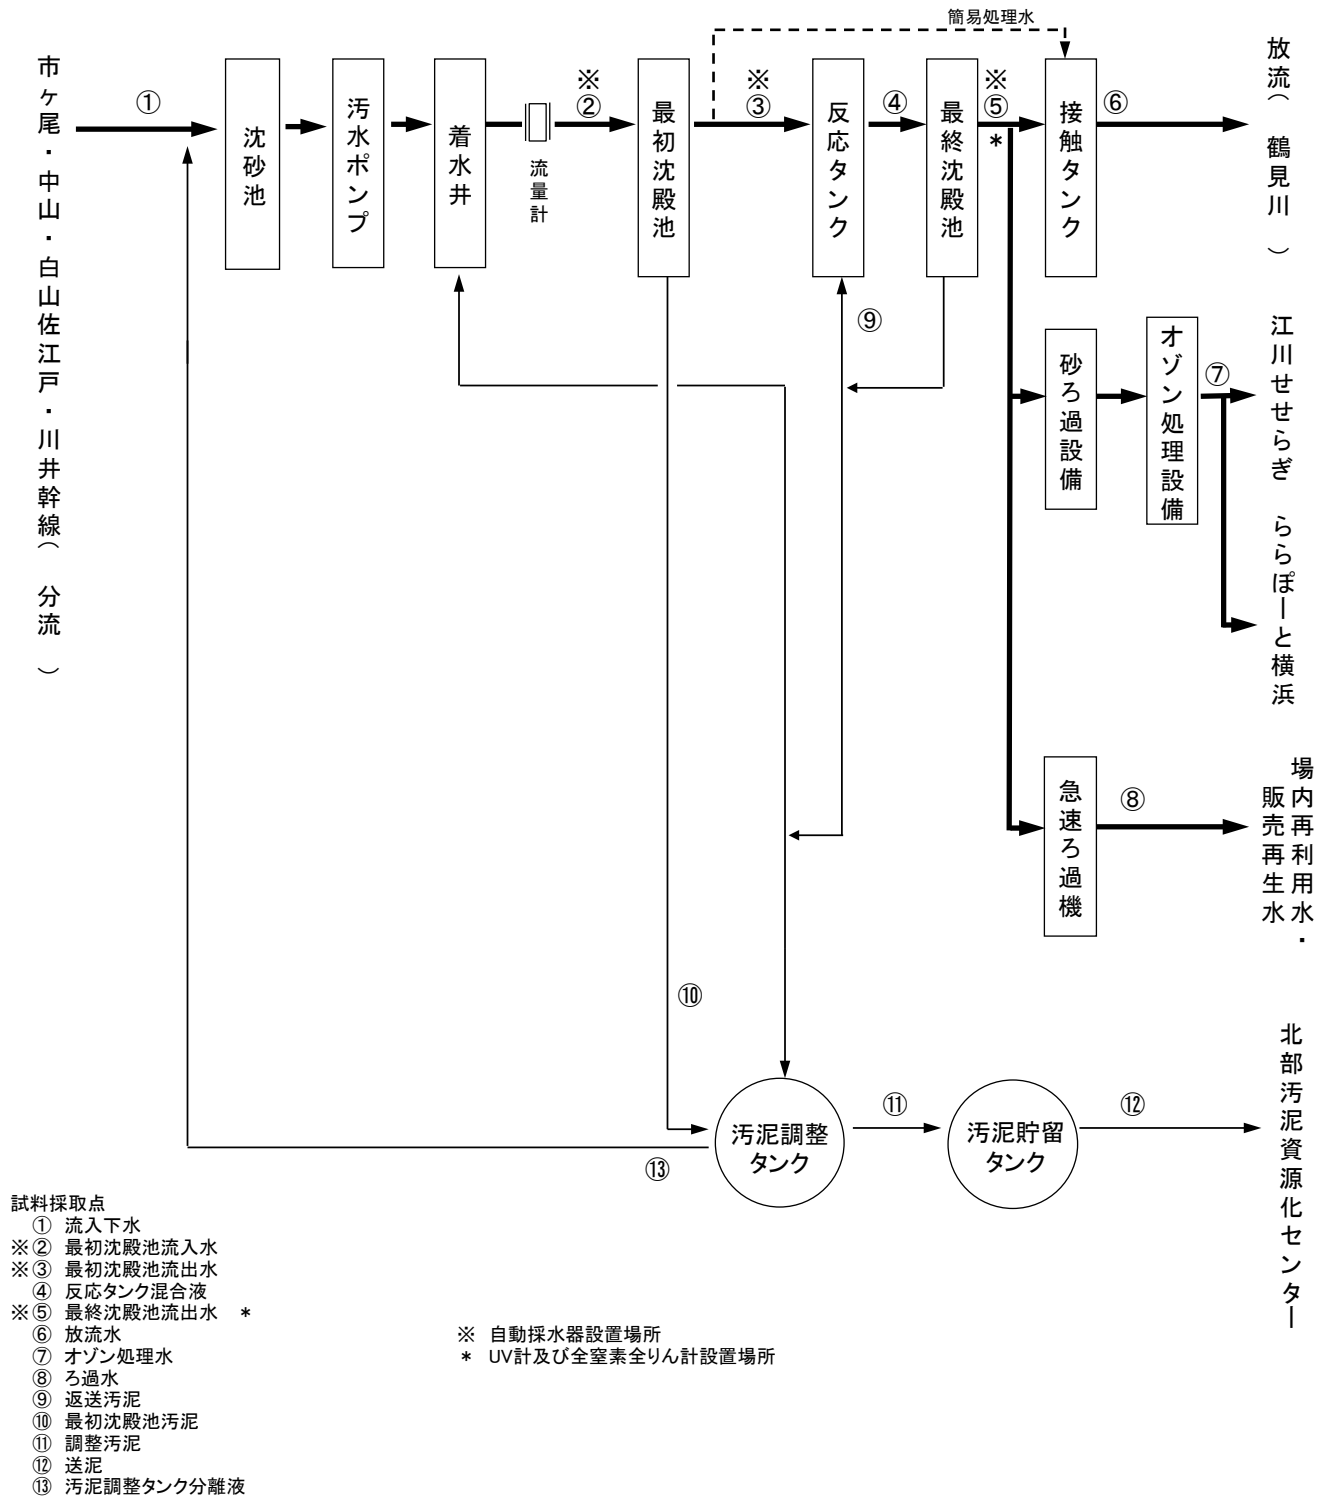 簡易処理水
市ヶ尾・中山・白山佐江戸・川井幹線（ 分流 ）
①
沈砂池
汚水ポンプ
着水井
流量計
※
②
最初沈殿池
※
③
反応タンク
④
最終沈殿池
※
⑤
*
接触タンク
⑥
放流（ 鶴見川 ）
⑨
砂ろ過設備
オゾン処理設備
⑦
江川せせらぎ ららぽーと横浜
急速ろ過機
⑧
場内再利用水・
販売再生水
⑩
汚泥調整
タンク
⑪
汚泥貯留
タンク
⑫
北部汚泥資源化センター
⑬
試料採取点
① 流入下水
※② 最初沈殿池流入水
※③ 最初沈殿池流出水
④ 反応タンク混合液
※⑤ 最終沈殿池流出水 *
⑥ 放流水
⑦ オゾン処理水
⑧ ろ過水
⑨ 返送汚泥
⑩ 最初沈殿池汚泥
⑪ 調整汚泥
⑫ 送泥
⑬ 汚泥調整タンク分離液
※ 自動採水器設置場所
* UV計及び全窒素全りん計設置場所